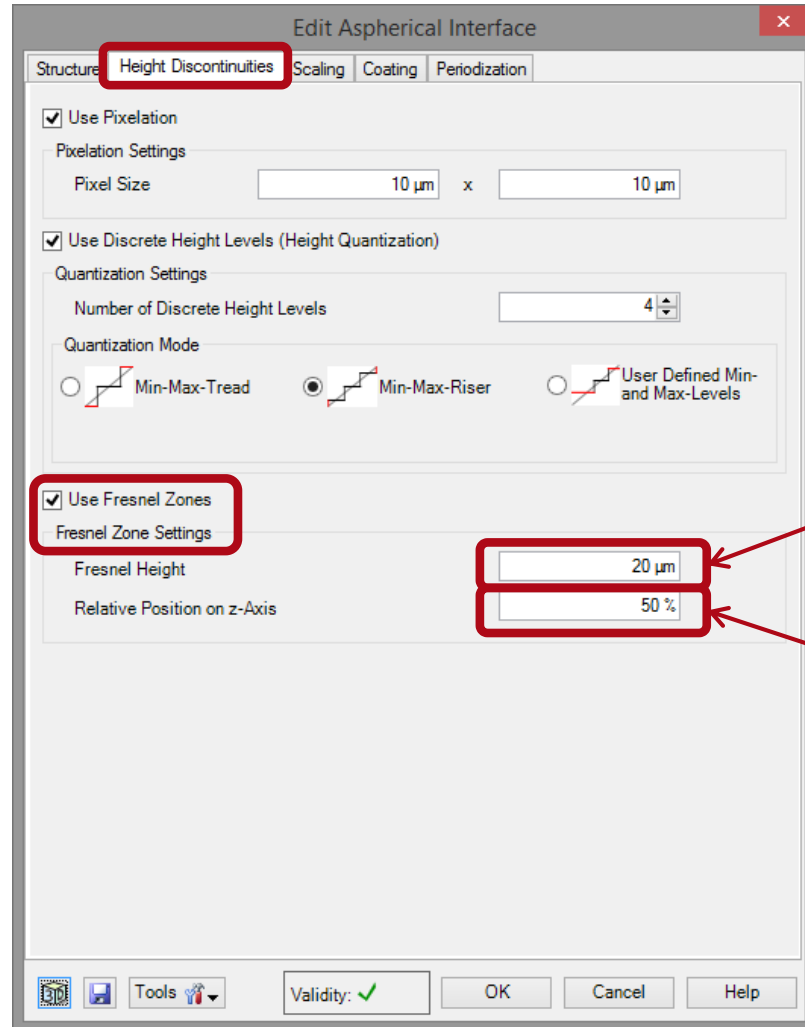 Edit Aspherical Interface
×
Structure Height Discontinuities Scaling Coating Periodization
Use Pixelation
Pixelation Settings
Pixel Size 10 µm x 10 µm
Use Discrete Height Levels (Height Quantization)
Quantization Settings
Number of Discrete Height Levels 4
Quantization Mode
Min-Max-Tread Min-Max-Riser User Defined Min-
and Max-Levels
Use Fresnel Zones
Fresnel Zone Settings
Fresnel Height 20 µm
Relative Position on z-Axis 50 %
3D Tools Validity: ✓ OK Cancel Help